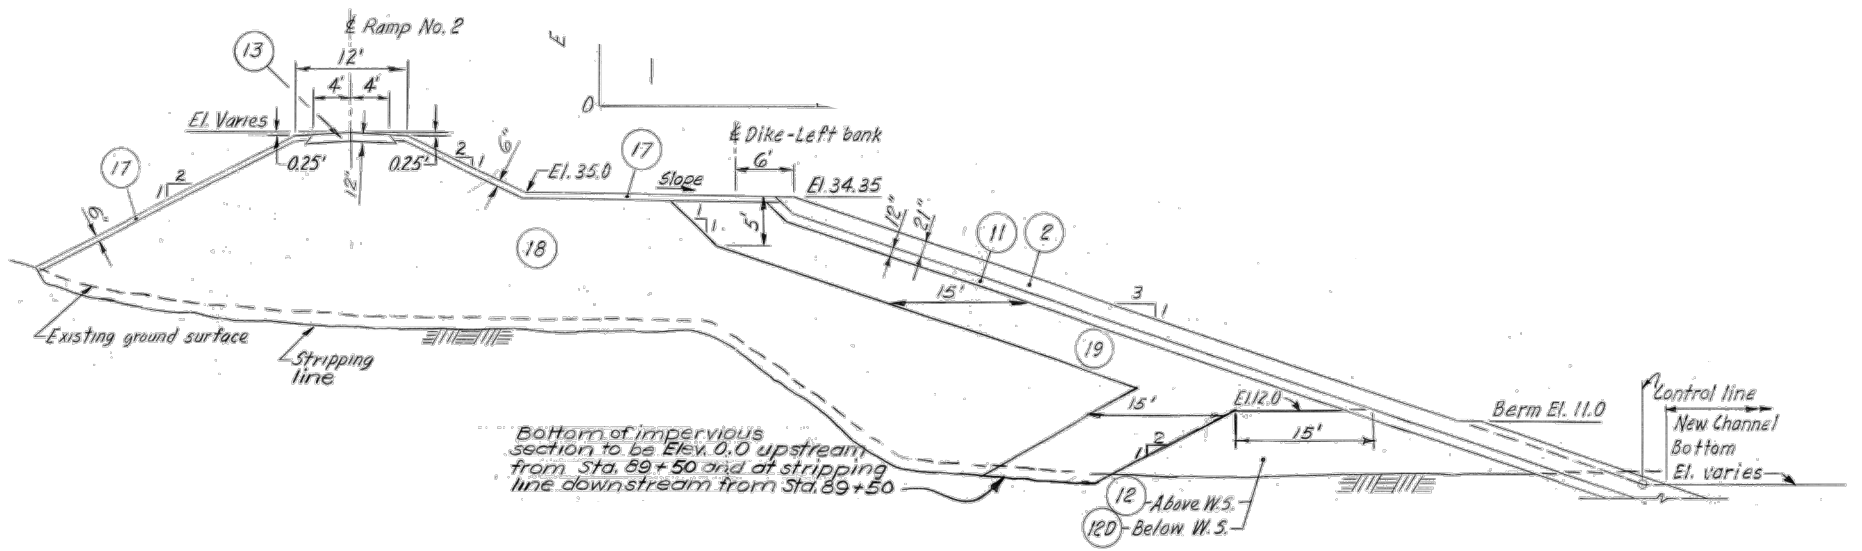 ℄ Ramp No. 2
13
12'
4' 4'
El. Varies
0.25'
0.25'
12"
2
1
6"
17
2
1
6"
E
0
El. 35.0
17
Slope
℄ Dike-Left bank
6'
El. 34.35
1
1
5'
12"
21"
11
2
18
15'
3
1
19
Existing ground surface
Stripping
line
15'
El.12.0
15'
2
1
Berm El. 11.0
Control line
New Channel
Bottom
El. varies
Bottom of impervious
section to be Elev. 0.0 upstream
from Sta. 89+50 and at stripping
line downstream from Sta. 89+50
12 Above W.S.
12D Below W.S.